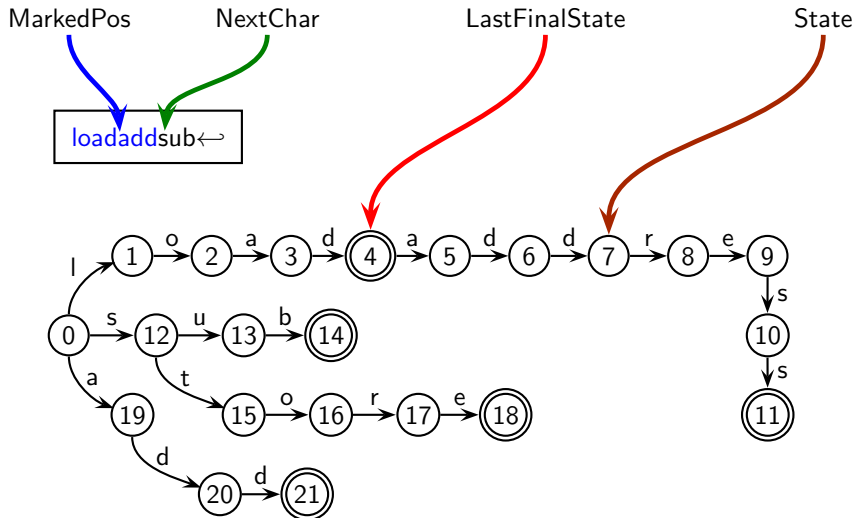 MarkedPos NextChar LastFinalState State
loadaddsub↩
o a d a d d r e
1 2 3 4 5 6 7 8 9
l s
s u b
0 12 13 14 10
a t s
o r e
19 15 16 17 18 11
d d
20 21